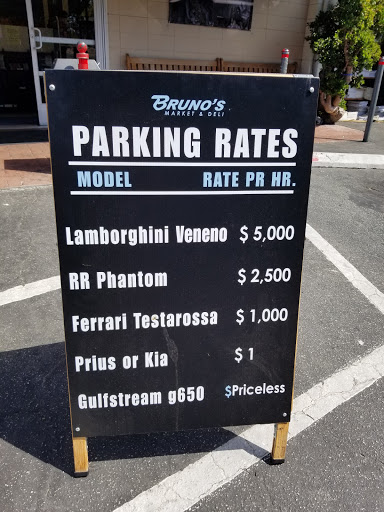 BRUNO'S
MARKET & DELI
PARKING RATES
MODEL RATE PR HR.
Lamborghini Veneno $ 5,000
RR Phantom $ 2,500
Ferrari Testarossa $ 1,000
Prius or Kia $ 1
Gulfstream g650 $Priceless